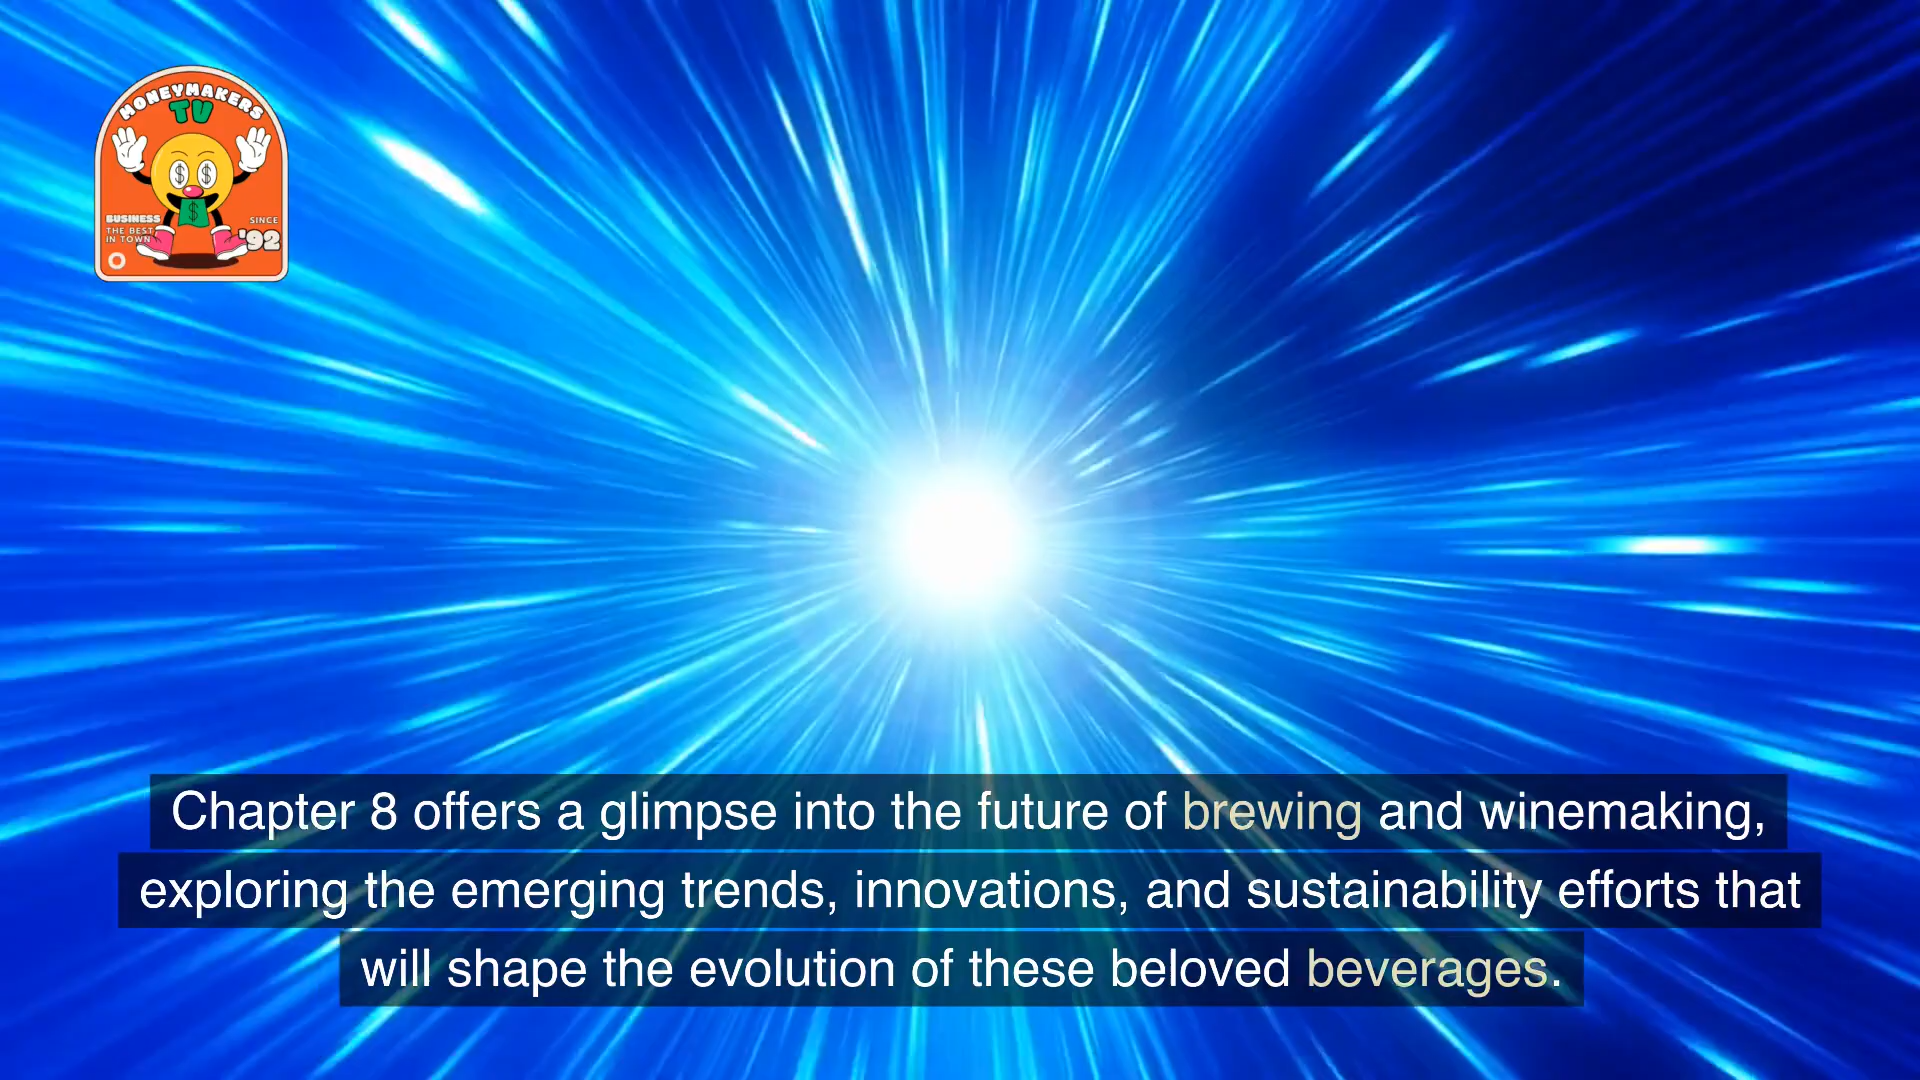 MONEYMAKERS
TV
BUSINESS
THE BEST
IN TOWN
SINCE
'92
Chapter 8 offers a glimpse into the future of brewing and winemaking,
exploring the emerging trends, innovations, and sustainability efforts that
will shape the evolution of these beloved beverages.